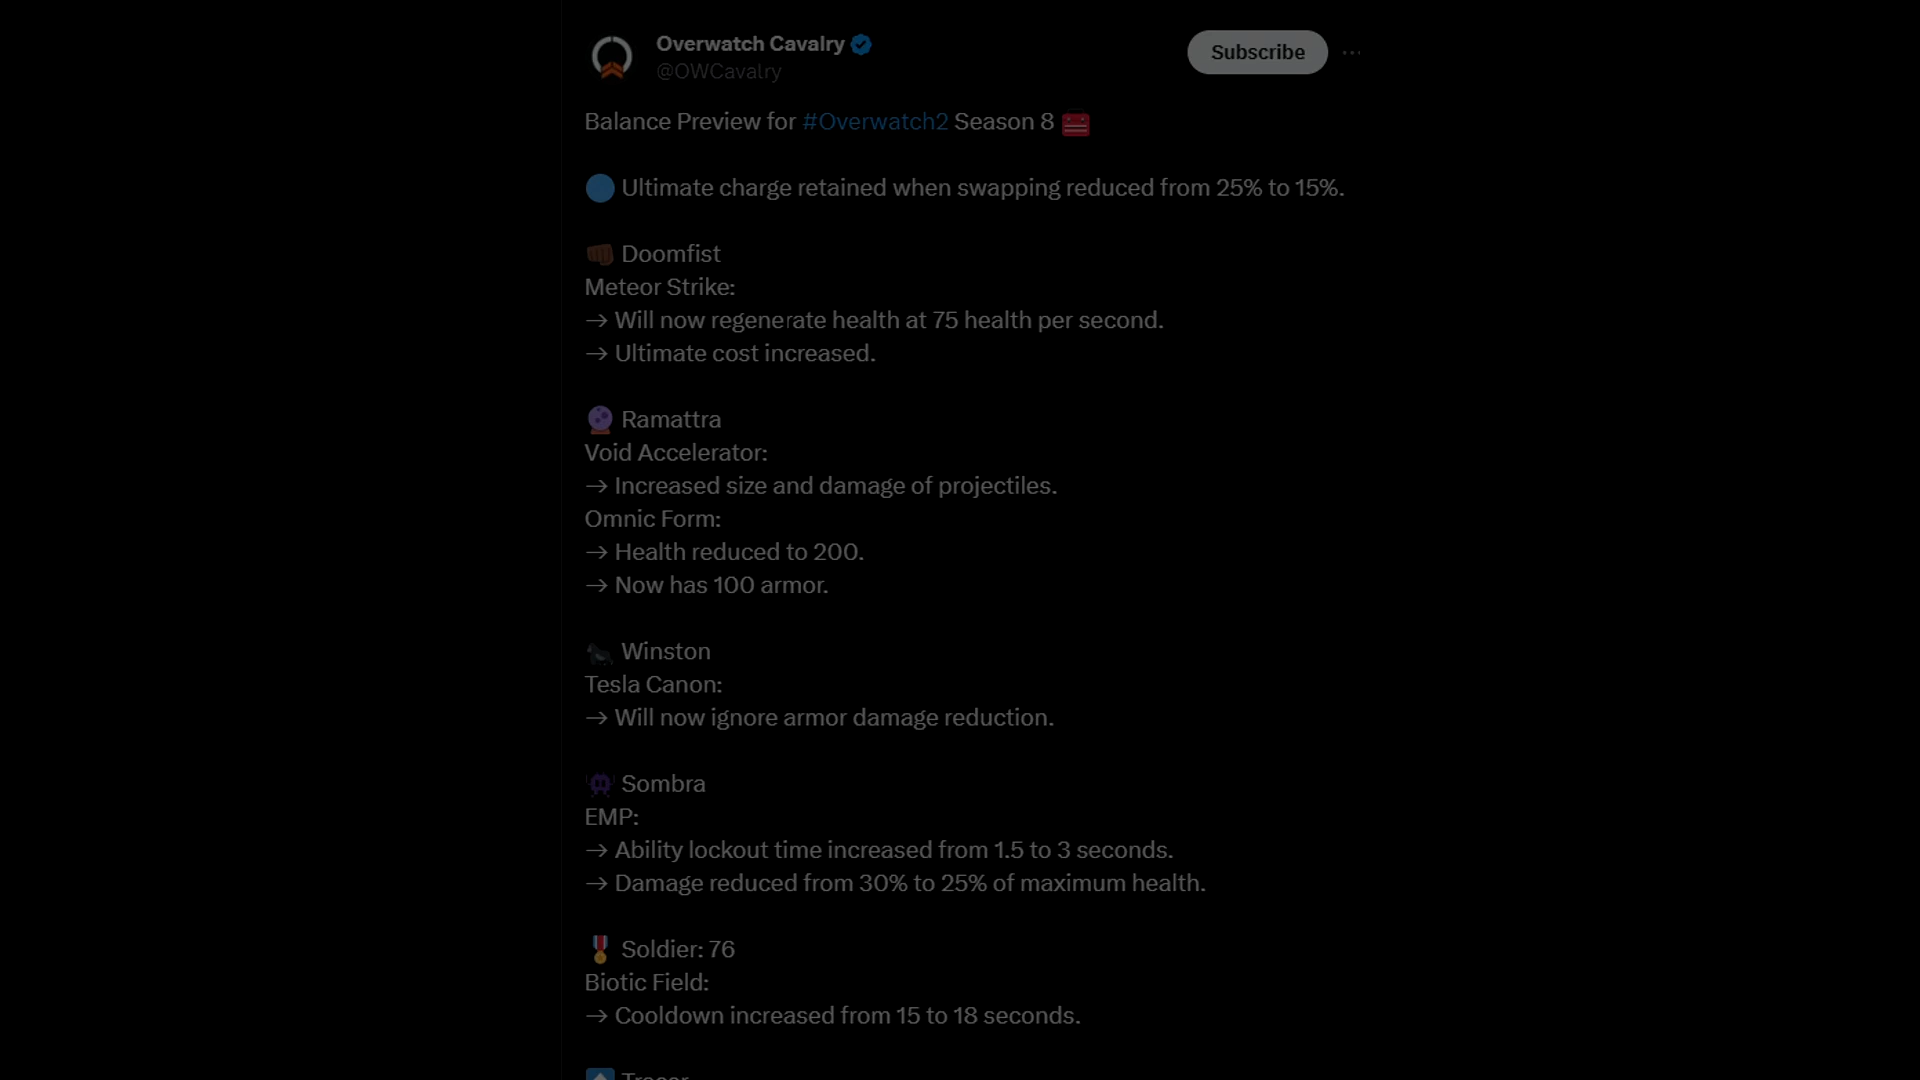 Overwatch Cavalry
@OWCavalry
Subscribe
Balance Preview for #Overwatch2 Season 8
Ultimate charge retained when swapping reduced from 25% to 15%.
Doomfist
Meteor Strike:
→ Will now regenerate health at 75 health per second.
→ Ultimate cost increased.
Ramattra
Void Accelerator:
→ Increased size and damage of projectiles.
Omnic Form:
→ Health reduced to 200.
→ Now has 100 armor.
Winston
Tesla Canon:
→ Will now ignore armor damage reduction.
Sombra
EMP:
→ Ability lockout time increased from 1.5 to 3 seconds.
→ Damage reduced from 30% to 25% of maximum health.
Soldier: 76
Biotic Field:
→ Cooldown increased from 15 to 18 seconds.
Tracer